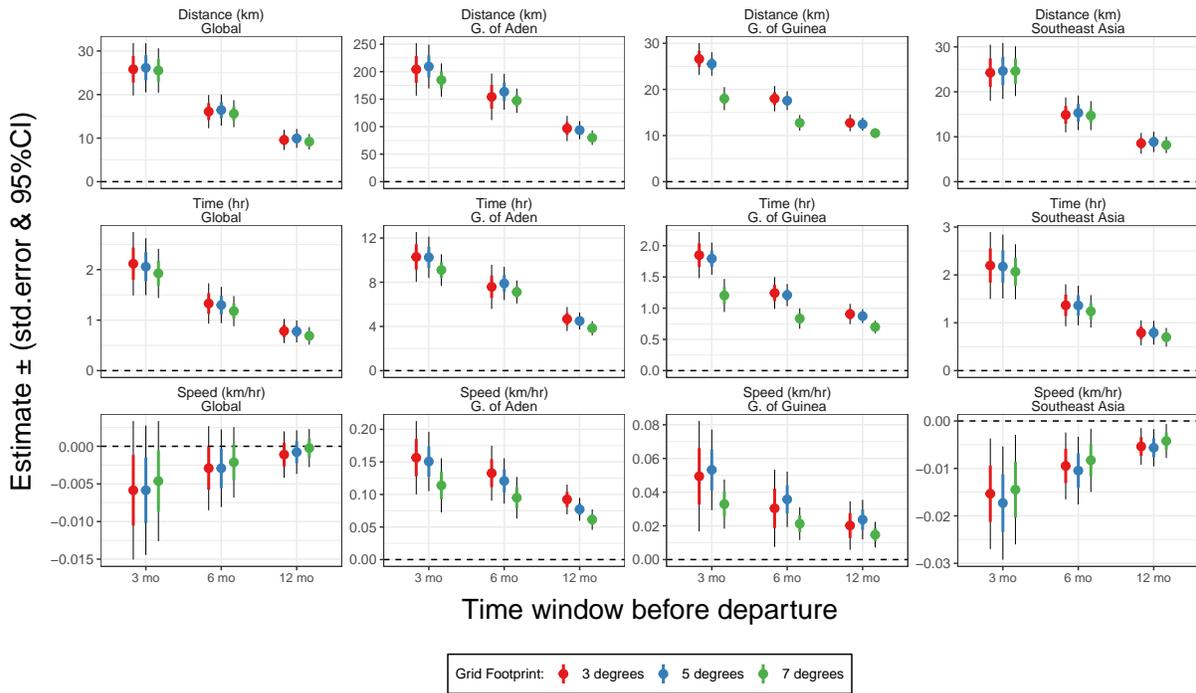 Estimate ± (std.error & 95%CI)
Distance (km)
Global
30
20
10
0
Distance (km)
G. of Aden
250
200
150
100
50
0
Distance (km)
G. of Guinea
30
20
10
0
Distance (km)
Southeast Asia
30
20
10
0
Time (hr)
Global
2
1
0
Time (hr)
G. of Aden
12
8
4
0
Time (hr)
G. of Guinea
2.0
1.5
1.0
0.5
0.0
Time (hr)
Southeast Asia
3
2
1
0
Speed (km/hr)
Global
0.000
−0.005
−0.010
−0.015
3 mo 6 mo 12 mo
Speed (km/hr)
G. of Aden
0.20
0.15
0.10
0.05
0.00
3 mo 6 mo 12 mo
Speed (km/hr)
G. of Guinea
0.08
0.06
0.04
0.02
0.00
3 mo 6 mo 12 mo
Speed (km/hr)
Southeast Asia
0.00
−0.01
−0.02
−0.03
3 mo 6 mo 12 mo
Time window before departure
Grid Footprint: 3 degrees 5 degrees 7 degrees